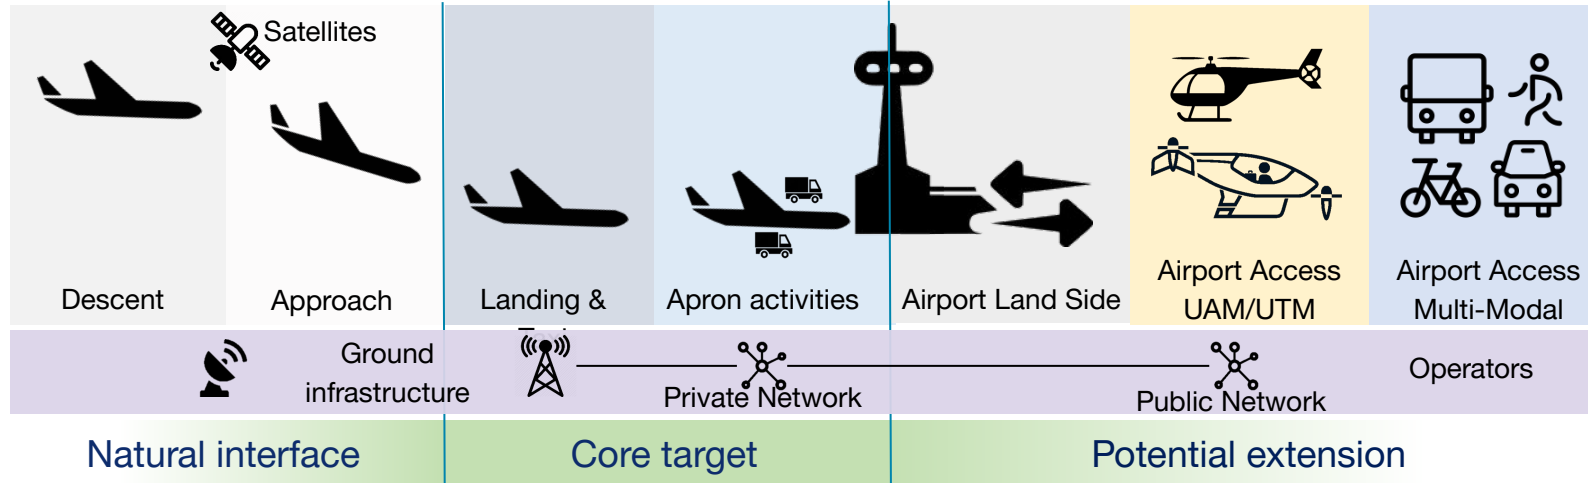 Satellites
Descent
Approach
Landing &
Apron activities
Airport Land Side
Airport Access
UAM/UTM
Airport Access
Multi-Modal
Ground
infrastructure
Private Network
Public Network
Operators
Natural interface
Core target
Potential extension